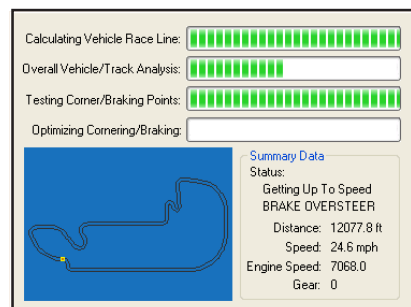 Calculating Vehicle Race Line:
Overall Vehicle/Track Analysis:
Testing Corner/Braking Points:
Optimizing Cornering/Braking:
Summary Data
Status:
Getting Up To Speed
BRAKE OVERSTEER
Distance: 12077.8 ft
Speed: 24.6 mph
Engine Speed: 7068.0
Gear: 0